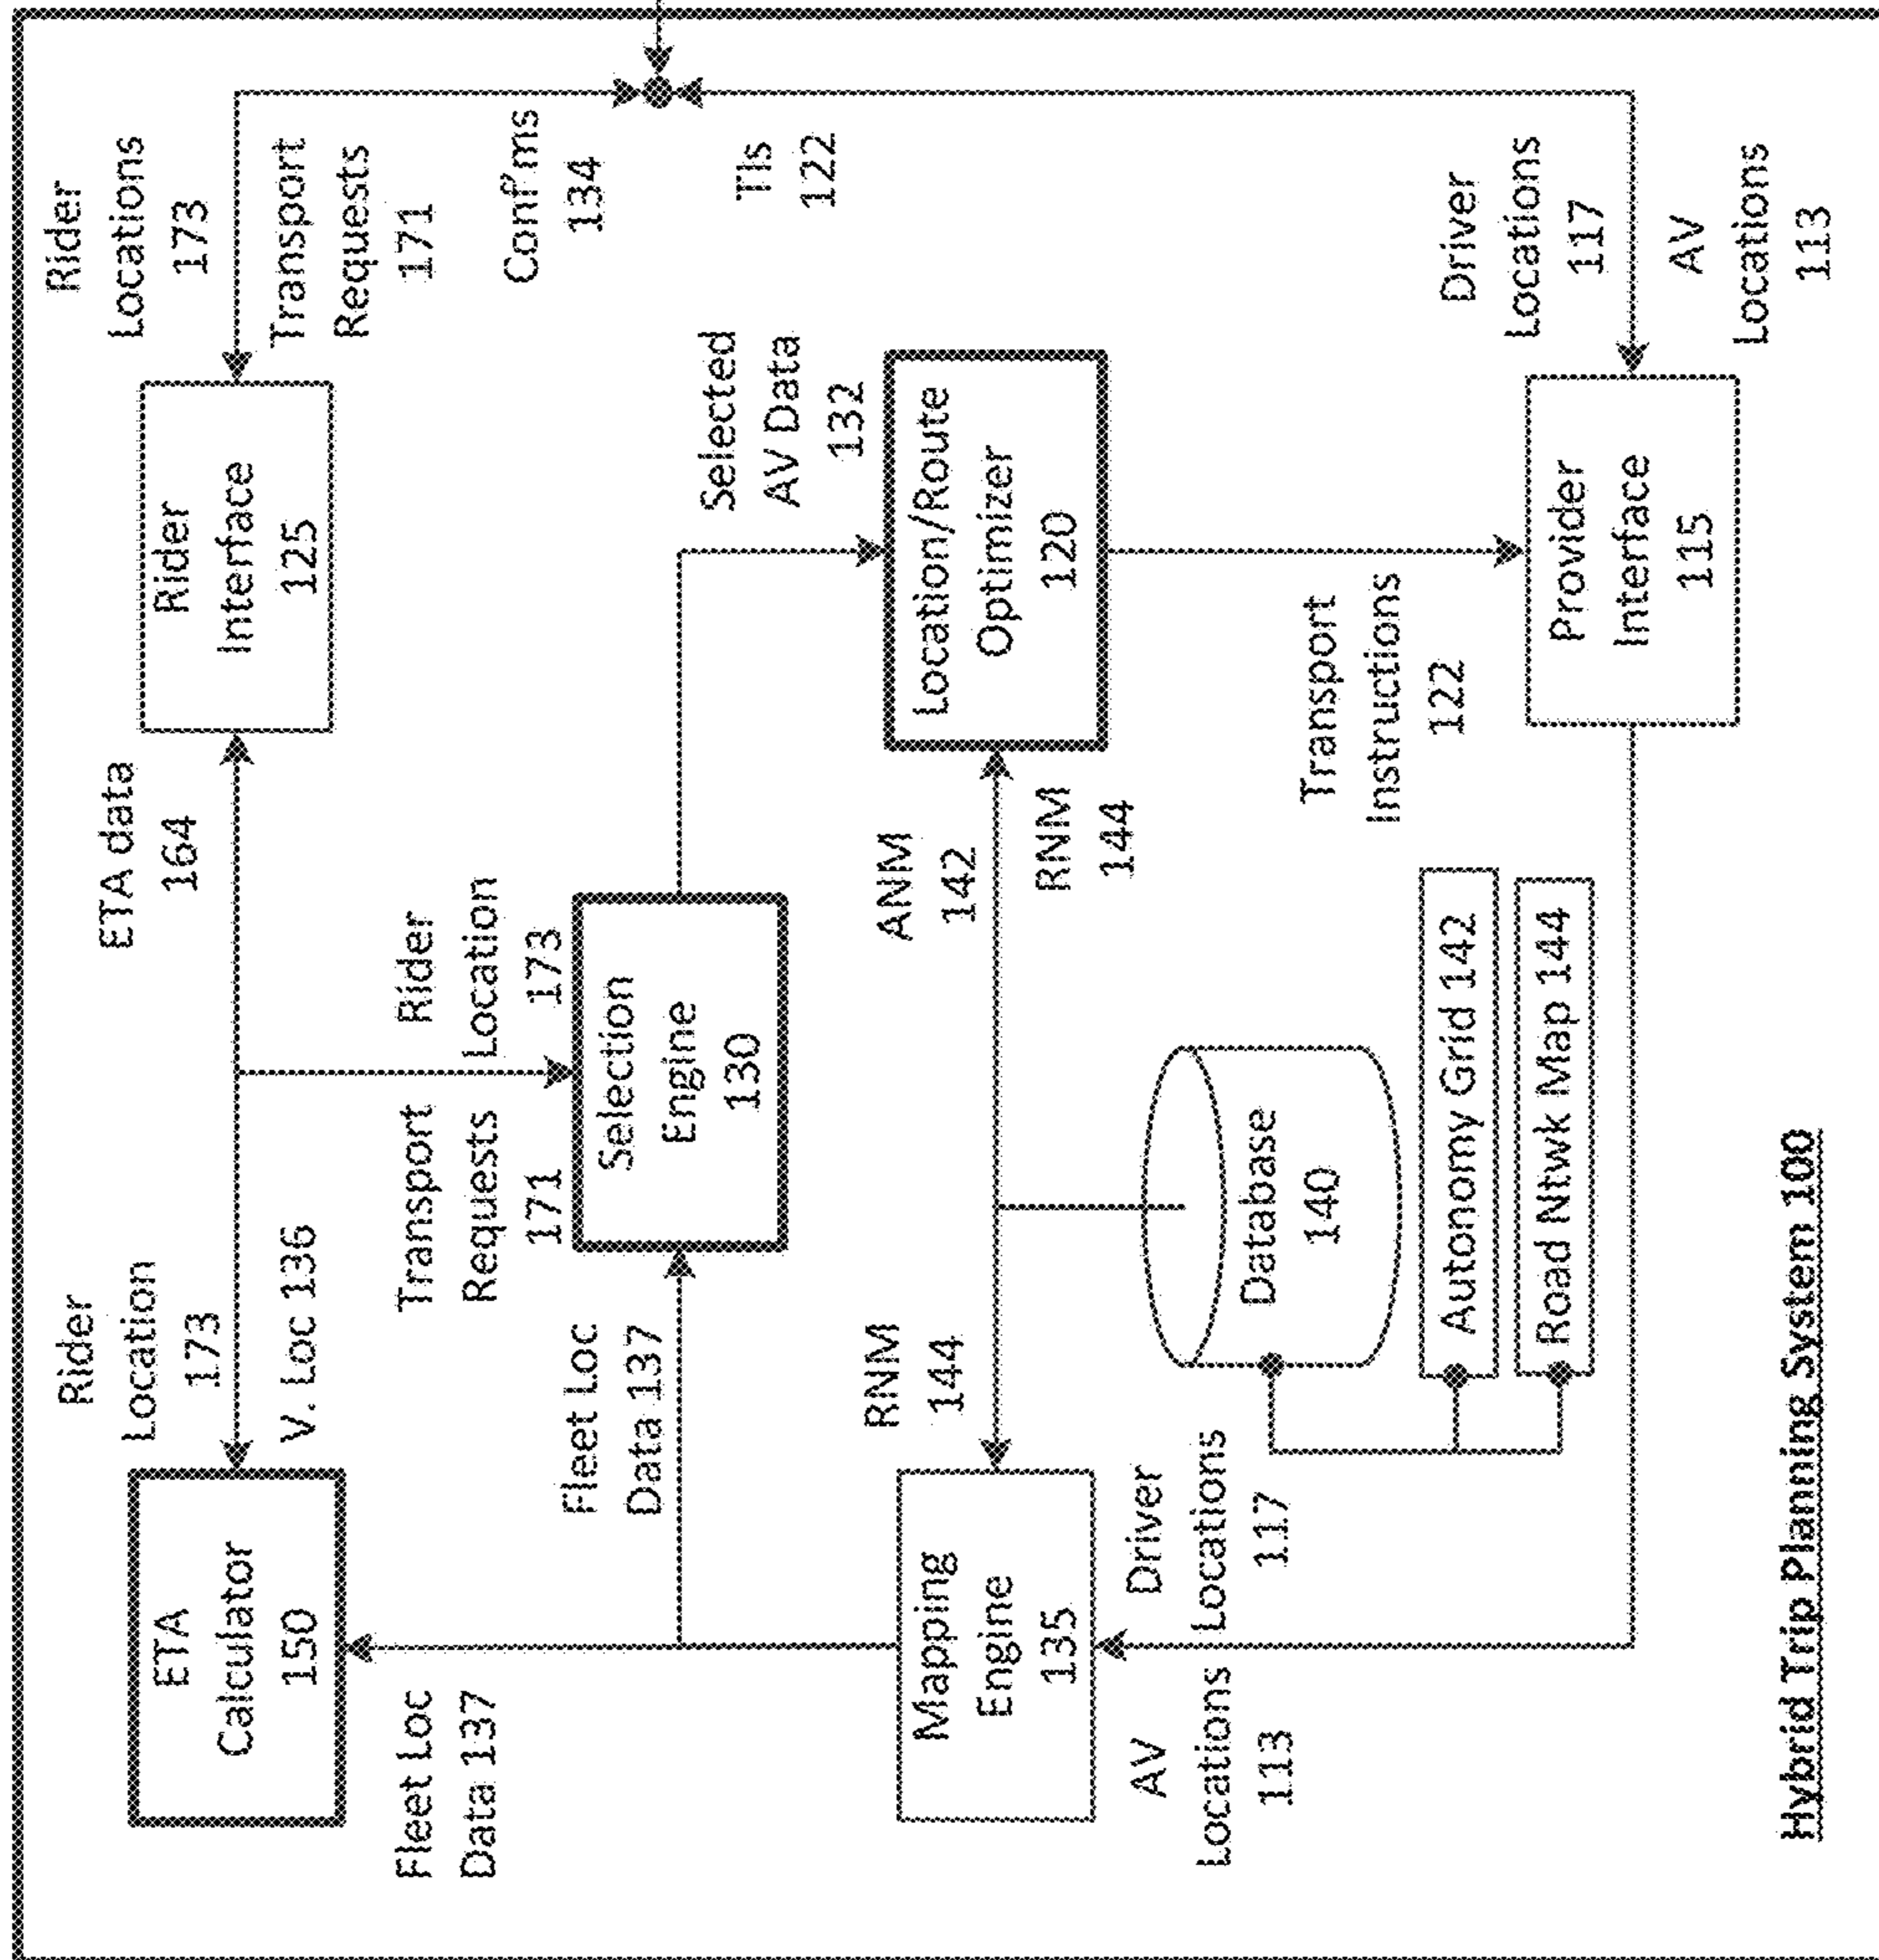 Rider
Location
173
V. Loc 136
ETA data
164
Rider
Locations
173
Transport
Requests
171
ETA
Calculator
150
Rider
Interface
125
Fleet Loc
Data 137
Transport
Requests
171
Rider
Location
173
Conf'ms
134
Fleet Loc
Data 137
Selection
Engine
130
Selected
AV Data
132
TIs
122
RNM
144
ANM
142
RNM
144
Mapping
Engine
135
Location/Route
Optimizer
120
AV
Locations
113
Driver
Locations
117
Database
140
Autonomy Grid 142
Road Ntwk Map 144
Transport
Instructions
122
Driver
Locations
117
AV
Locations
113
Provider
Interface
115
Hybrid Trip Planning System 100